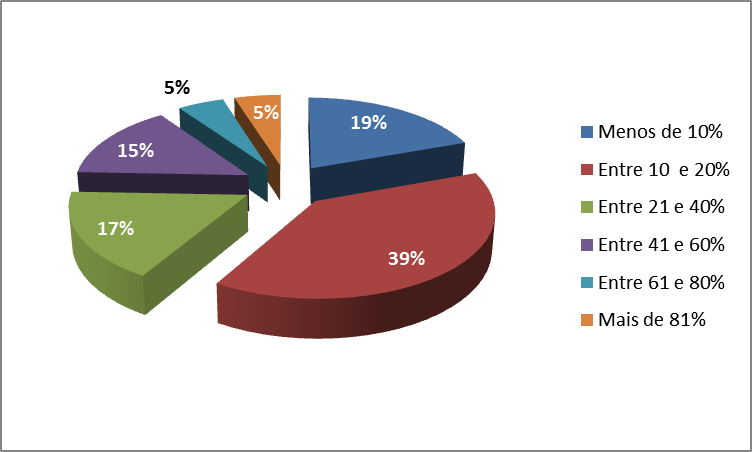 5%
5%
19%
15%
17%
39%
Menos de 10%
Entre 10  e 20%
Entre 21 e 40%
Entre 41 e 60%
Entre 61 e 80%
Mais de 81%